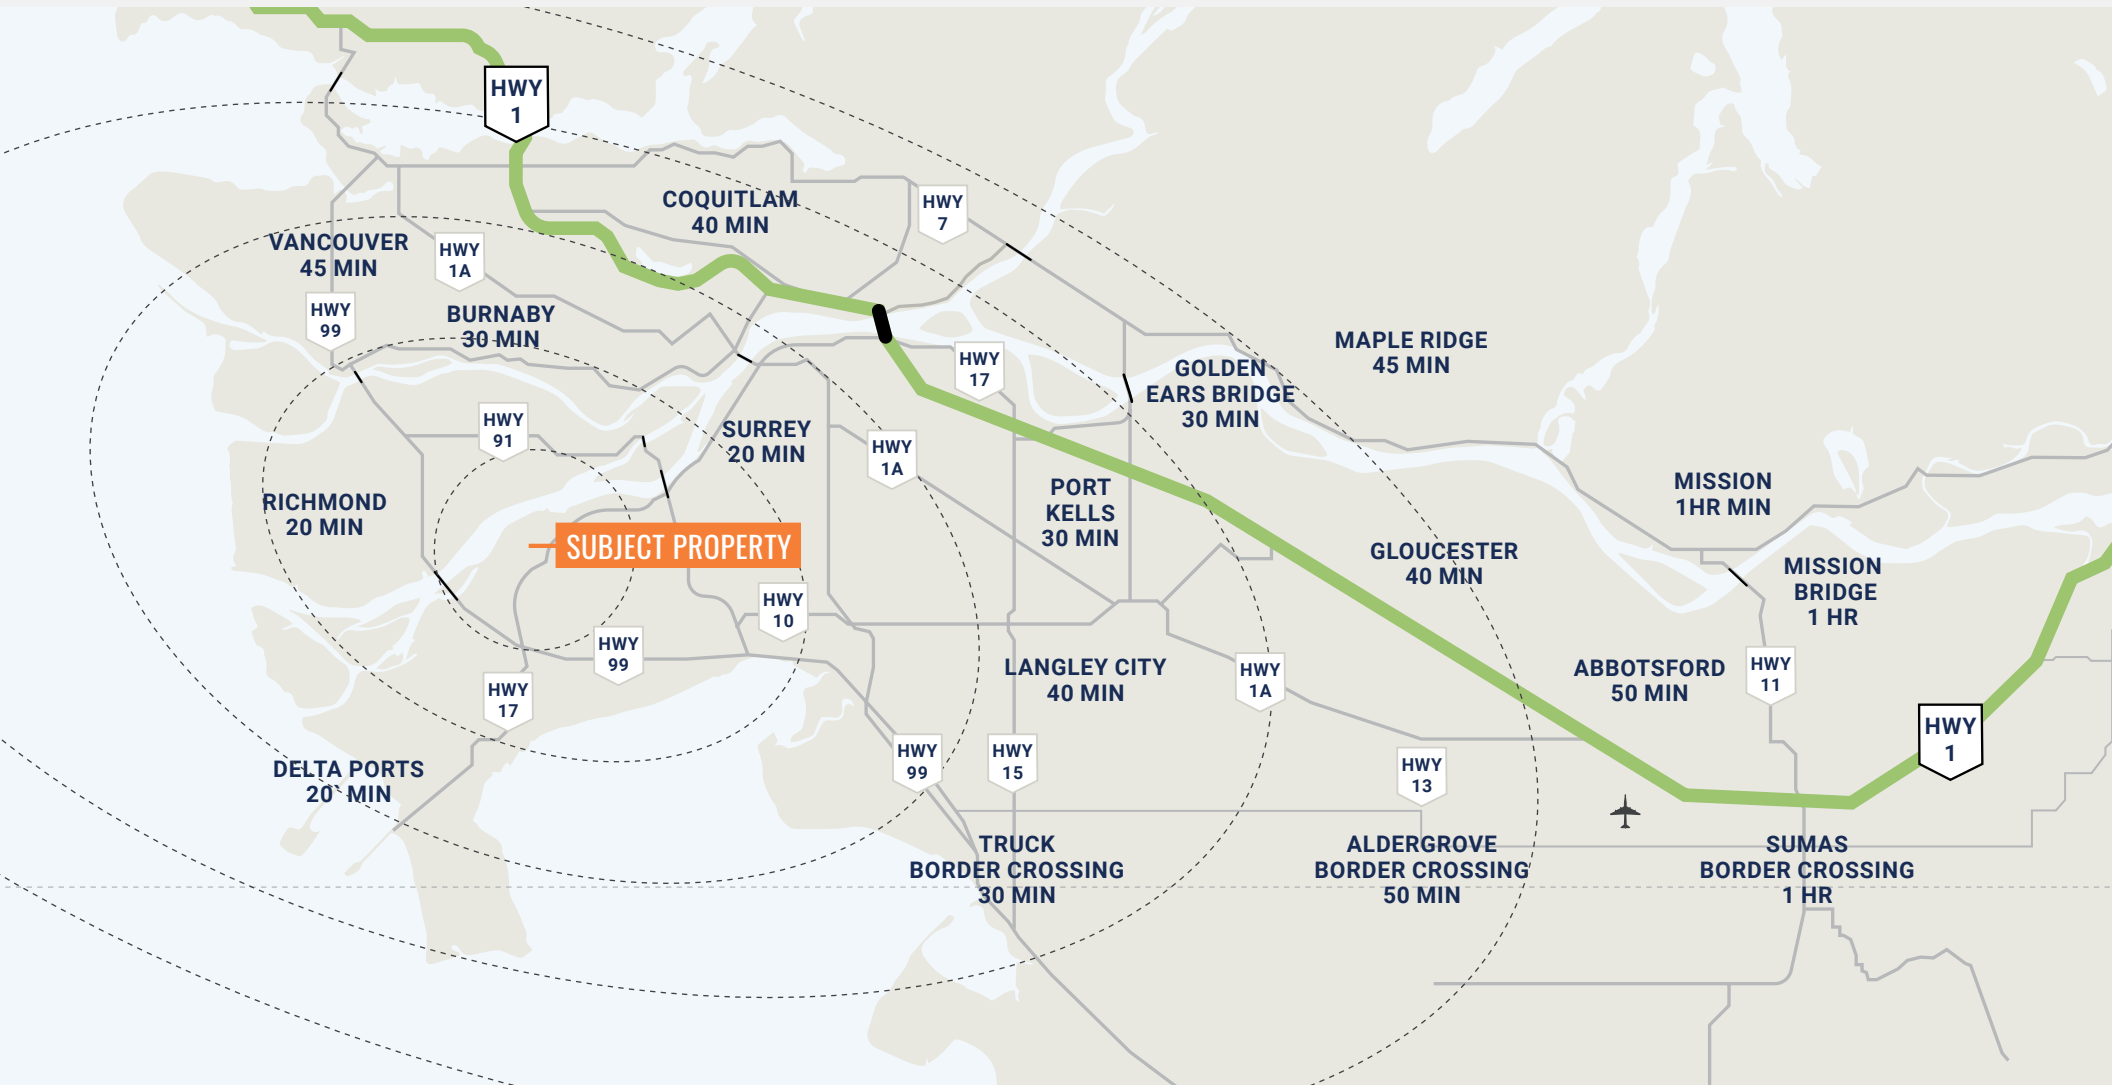 HWY
1
COQUITLAM
40 MIN
HWY
7
VANCOUVER
45 MIN
HWY
1A
HWY
99
BURNABY
30 MIN
HWY
17
GOLDEN
EARS BRIDGE
30 MIN
MAPLE RIDGE
45 MIN
HWY
91
SURREY
20 MIN
HWY
1A
RICHMOND
20 MIN
PORT
KELLS
30 MIN
MISSION
1HR MIN
SUBJECT PROPERTY
GLOUCESTER
40 MIN
MISSION
BRIDGE
1 HR
HWY
10
HWY
99
LANGLEY CITY
40 MIN
HWY
1A
ABBOTSFORD
50 MIN
HWY
11
HWY
17
HWY
1
DELTA PORTS
20 MIN
HWY
99
HWY
15
HWY
13
TRUCK
BORDER CROSSING
30 MIN
ALDERGROVE
BORDER CROSSING
50 MIN
SUMAS
BORDER CROSSING
1 HR